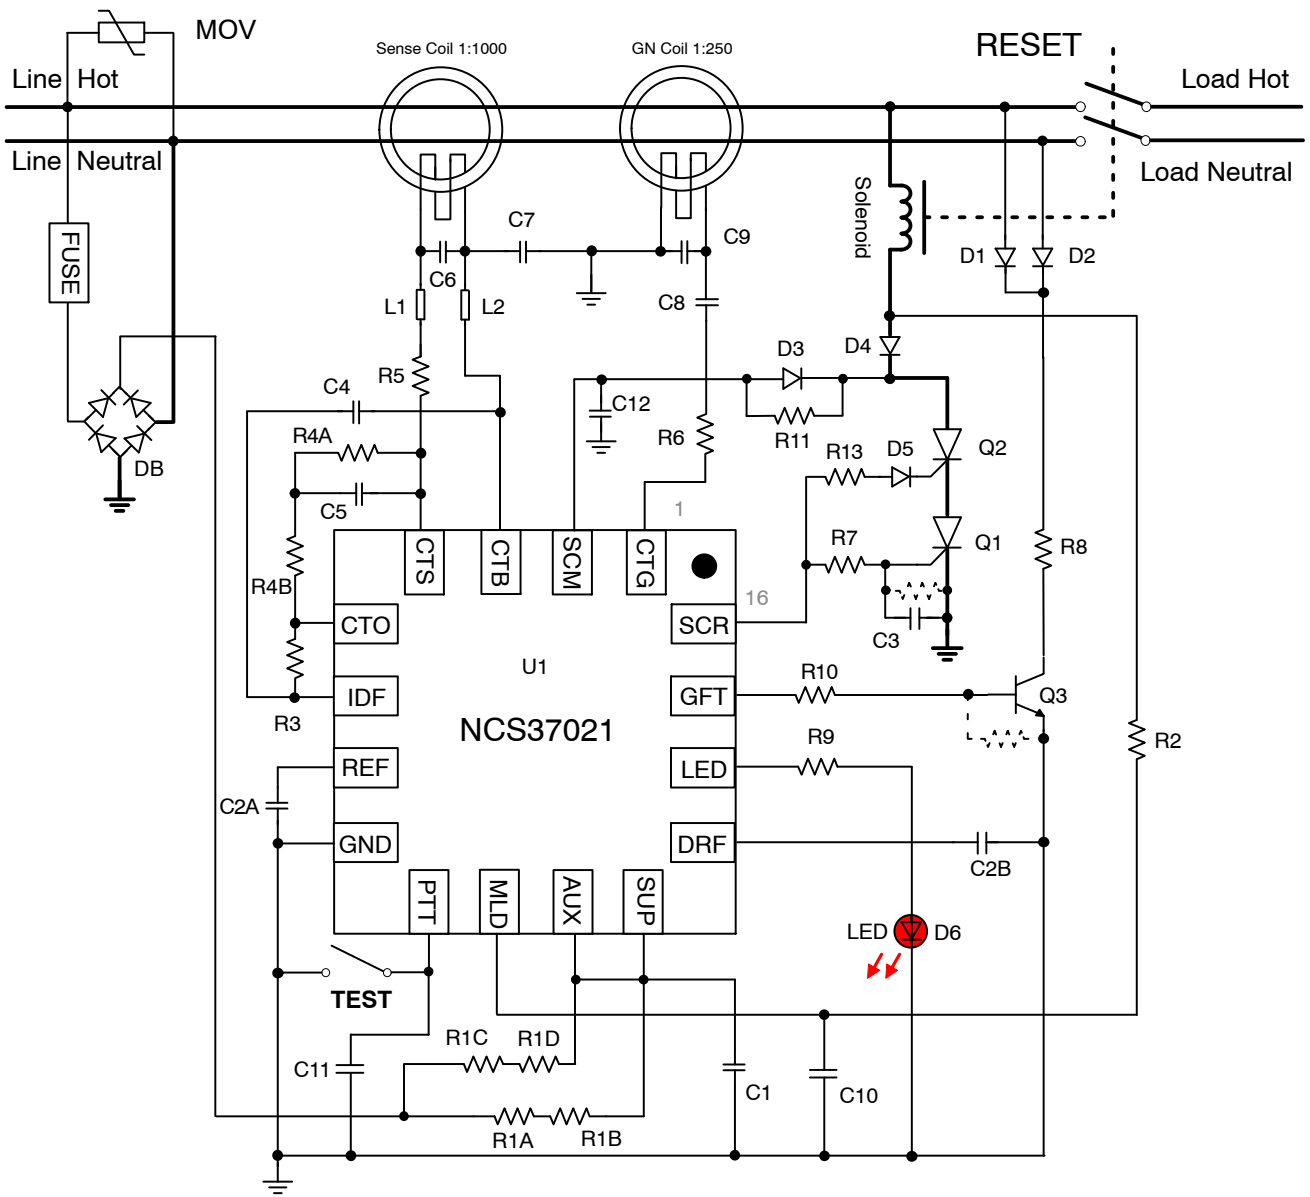 MOV
Sense Coil 1:1000
GN Coil 1:250
RESET
Line Hot
Load Hot
Line Neutral
Load Neutral
Solenoid
FUSE
C7
C9
D1
D2
C6
L1
L2
C8
D3
D4
R5
C4
C12
R4A
R6
R11
R13
D5
Q2
DB
C5
1
R7
Q1
R8
CTS
CTB
SCM
CTG
R4B
16
CTO
SCR
C3
U1
R10
IDF
GFT
Q3
R3
NCS37021
R9
R2
REF
LED
C2A
GND
DRF
C2B
PTT
MLD
AUX
SUP
LED
D6
TEST
R1C
R1D
C11
C1
C10
R1A
R1B